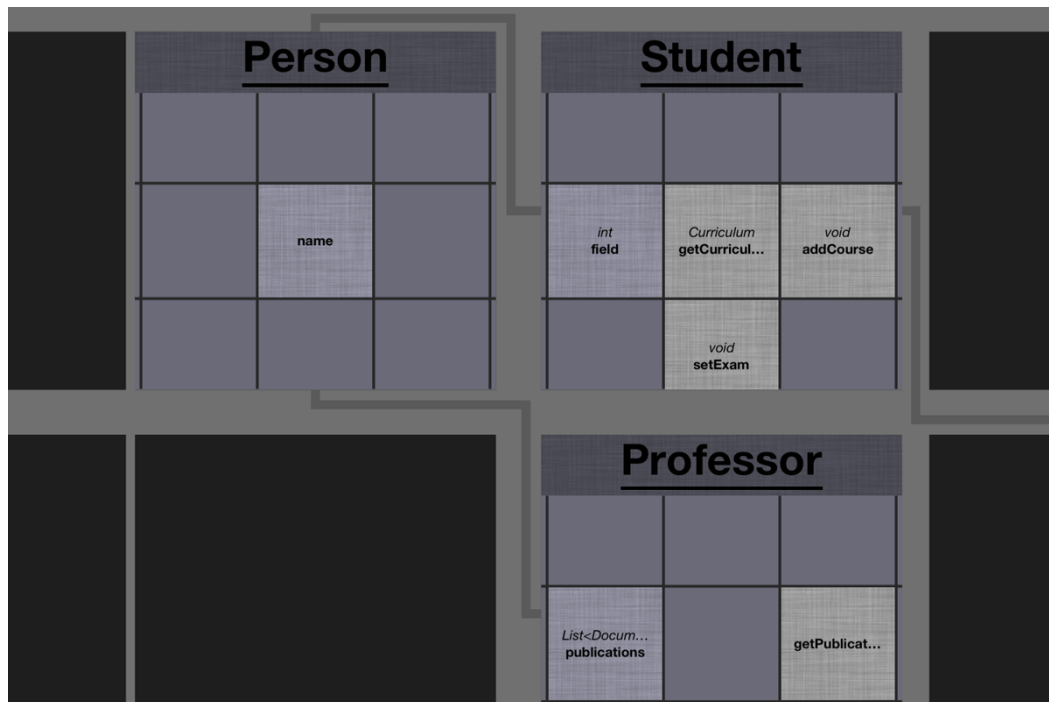 Person
Student
name
int
field
Curriculum
getCurricul...
void
addCourse
void
setExam
Professor
List<Docum...
publications
getPublicat...